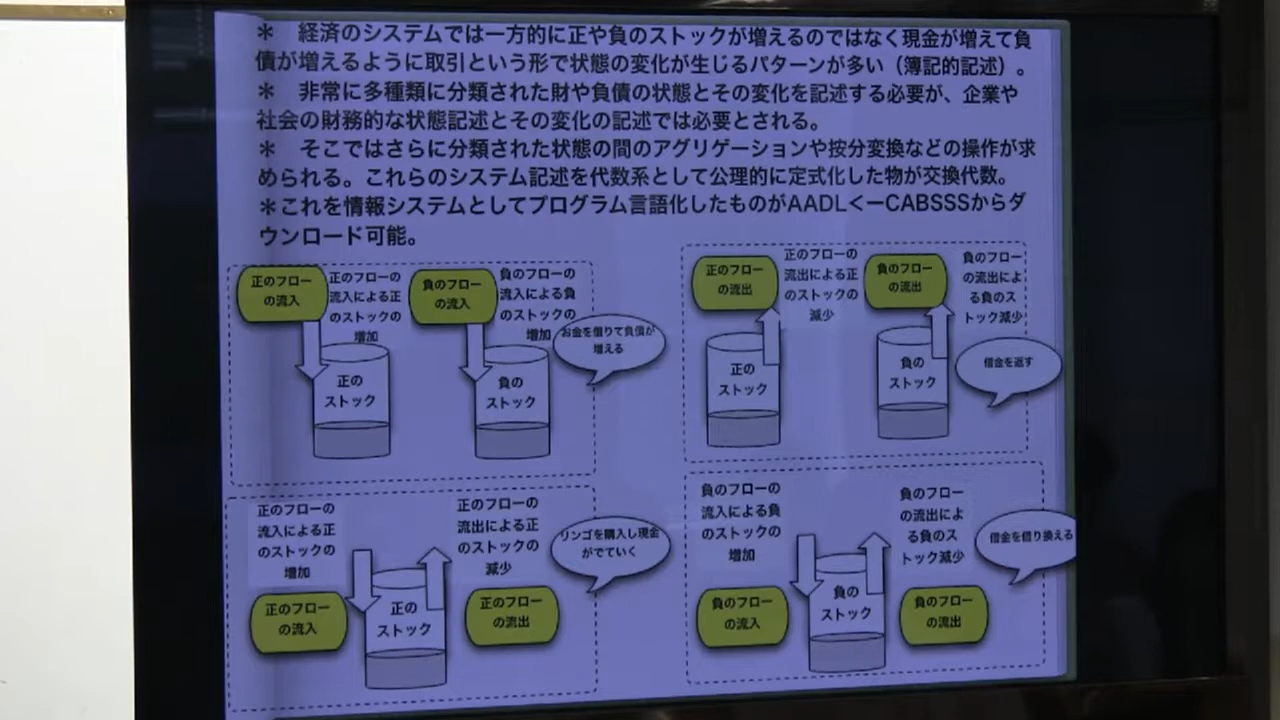 ＊　経済のシステムでは一方的に正や負のストックが増えるのではなく現金が増えて負
債が増えるように取引という形で状態の変化が生じるパターンが多い（簿記的記述）。
＊　非常に多種類に分類された財や負債の状態とその変化を記述する必要が、企業や
社会の財務的な状態記述とその変化の記述では必要とされる。
＊　そこではさらに分類された状態の間のアグリゲーションや按分変換などの操作が求
められる。これらのシステム記述を代数系として公理的に定式化した物が交換代数。
＊これを情報システムとしてプログラム言語化したものがAADL<ーCABSSSからダ
ウンロード可能。
正のフロー
の流入
正のフローの
流入による正
のストックの
増加
負のフロー
の流入
負のフローの
流入による負
のストックの
増加
お金を借りて負債が
増える
正の
ストック
負の
ストック
正のフロー
の流出
正のフローの
流出による正
のストックの
減少
負のフロー
の流出
負のフロー
の流出によ
る負のス
トック減少
借金を返す
正の
ストック
負の
ストック
正のフローの
流入による正
のストックの
増加
正のフローの
流出による正
のストックの
減少
リンゴを購入し現金
がでていく
正のフロー
の流入
正の
ストック
正のフロー
の流出
負のフローの
流入による負
のストックの
増加
負のフロー
の流出によ
る負のス
トック減少
借金を借り換える
負のフロー
の流入
負の
ストック
負のフロー
の流出